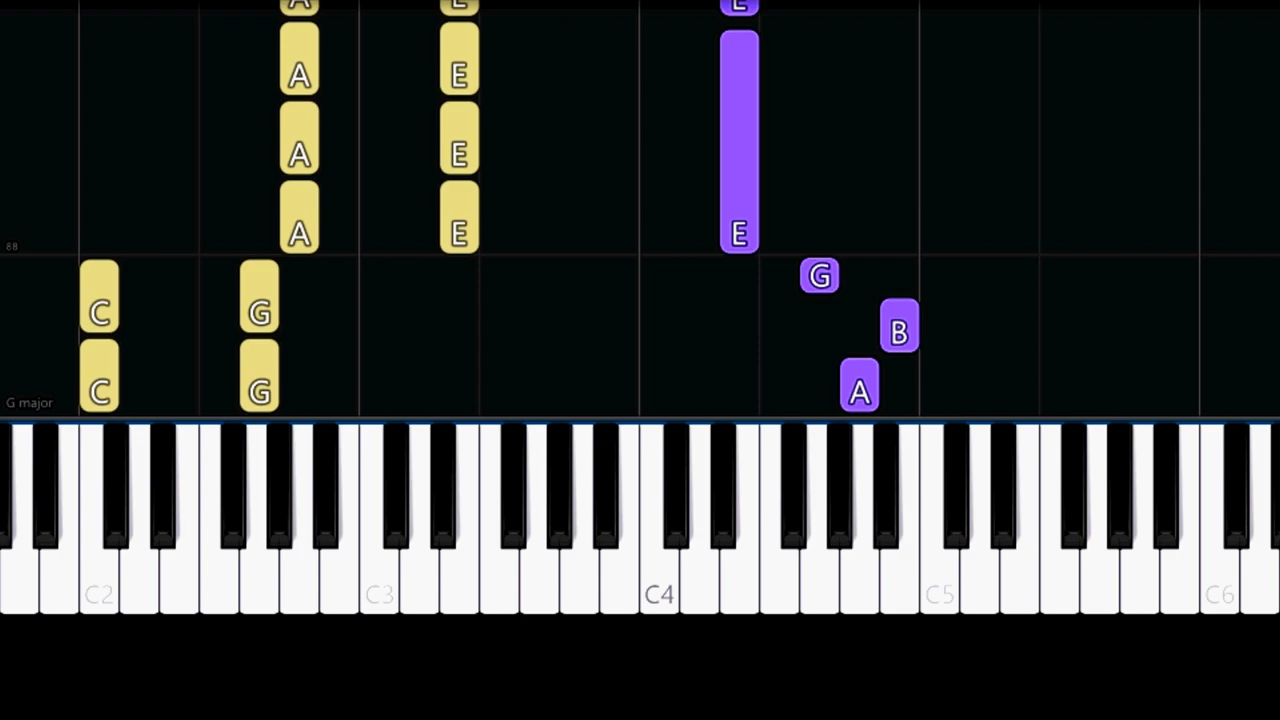 A E E
A E
A E
A E E
88
G
C G B
C G A
G major
C2 C3 C4 C5 C6